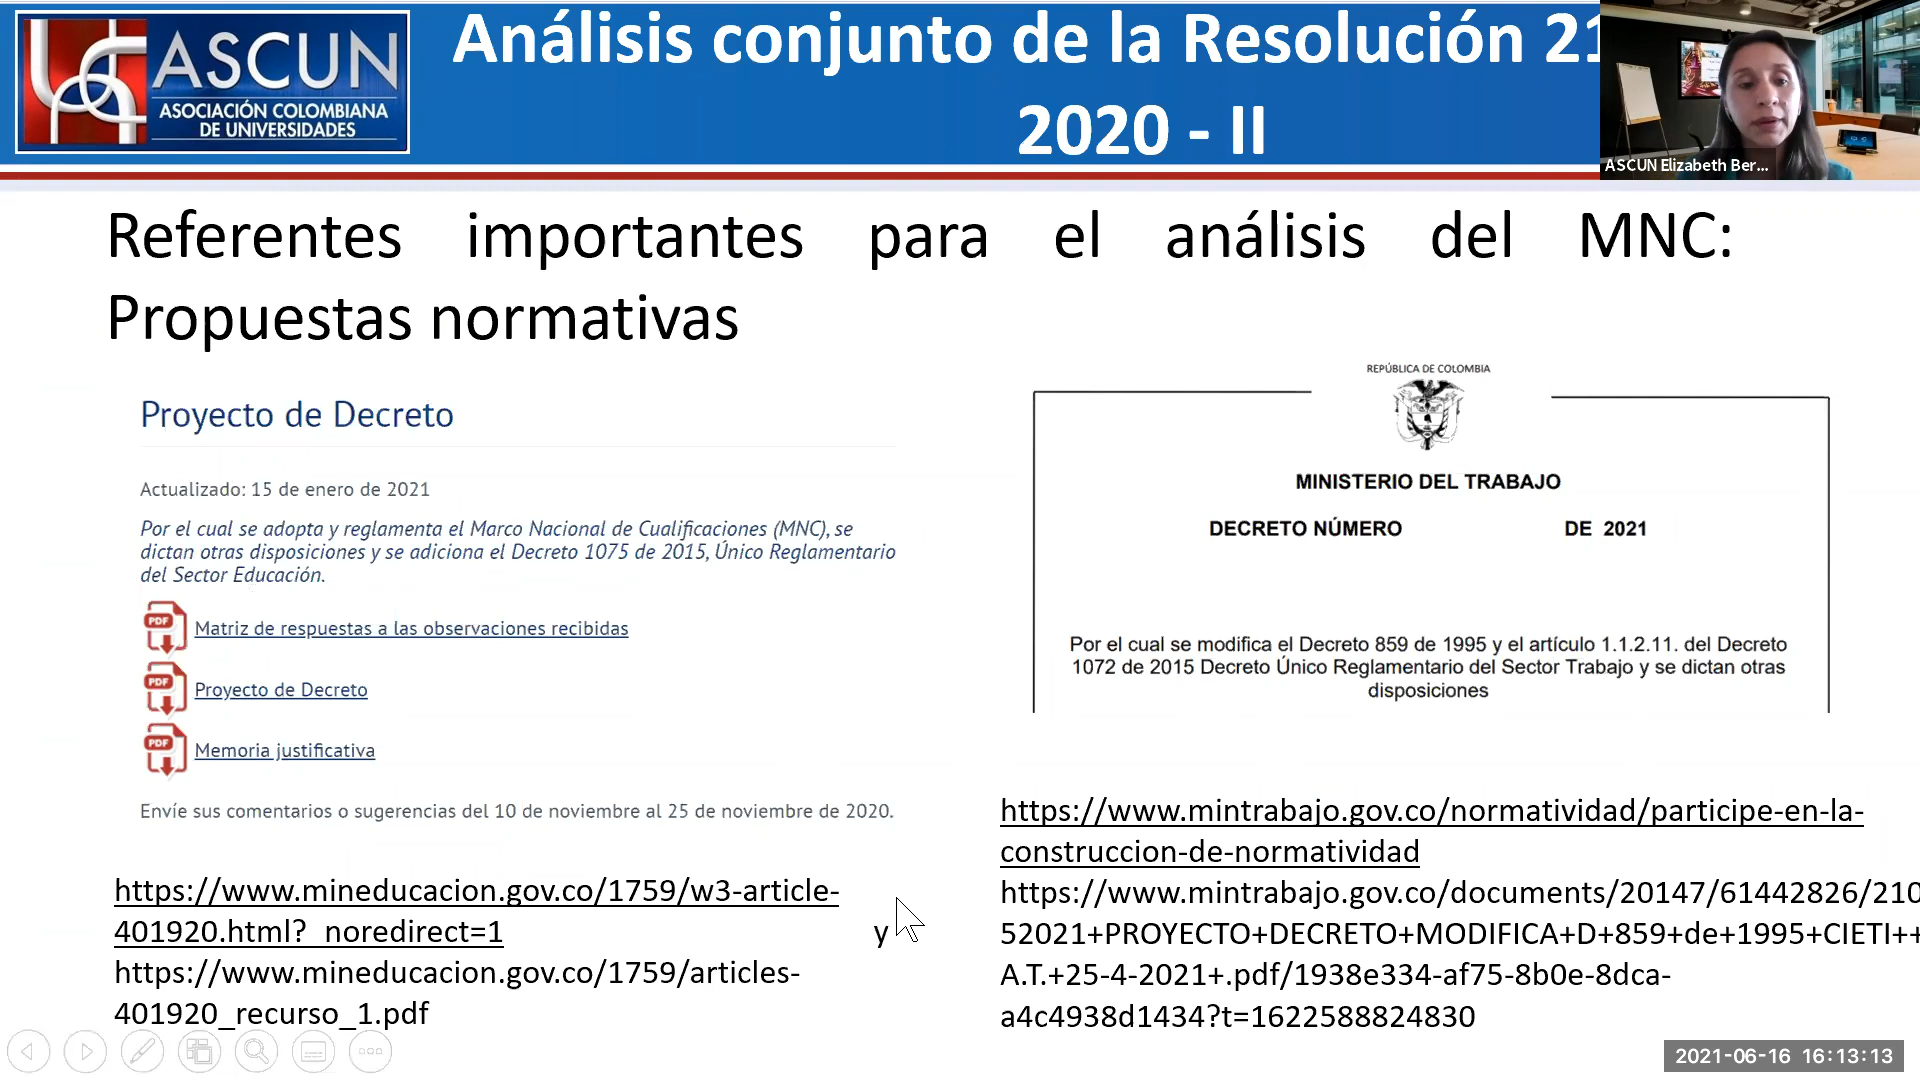 ASCUN
ASOCIACIÓN COLOMBIANA
DE UNIVERSIDADES
Análisis conjunto de la Resolución
2020 - II
ASCUN Elizabeth Ber...
Referentes importantes para el análisis del MNC:
Propuestas normativas
Proyecto de Decreto
Actualizado: 15 de enero de 2021
Por el cual se adopta y reglamenta el Marco Nacional de Cualificaciones (MNC), se
dictan otras disposiciones y se adiciona el Decreto 1075 de 2015, Único Reglamentario
del Sector Educación.
PDF Matriz de respuestas a las observaciones recibidas
PDF Proyecto de Decreto
PDF Memoria justificativa
Envíe sus comentarios o sugerencias del 10 de noviembre al 25 de noviembre de 2020.
https://www.mineducacion.gov.co/1759/w3-article-
401920.html?_noredirect=1 y
https://www.mineducacion.gov.co/1759/articles-
401920_recurso_1.pdf
REPÚBLICA DE COLOMBIA
MINISTERIO DEL TRABAJO
DECRETO NÚMERO DE 2021
Por el cual se modifica el Decreto 859 de 1995 y el artículo 1.1.2.11. del Decreto
1072 de 2015 Decreto Único Reglamentario del Sector Trabajo y se dictan otras
disposiciones
https://www.mintrabajo.gov.co/normatividad/participe-en-la-
construccion-de-normatividad
https://www.mintrabajo.gov.co/documents/20147/61442826/210
52021+PROYECTO+DECRETO+MODIFICA+D+859+de+1995+CIETI++
A.T.+25-4-2021+.pdf/1938e334-af75-8b0e-8dca-
a4c4938d1434?t=1622588824830
2021-06-16 16:13:13